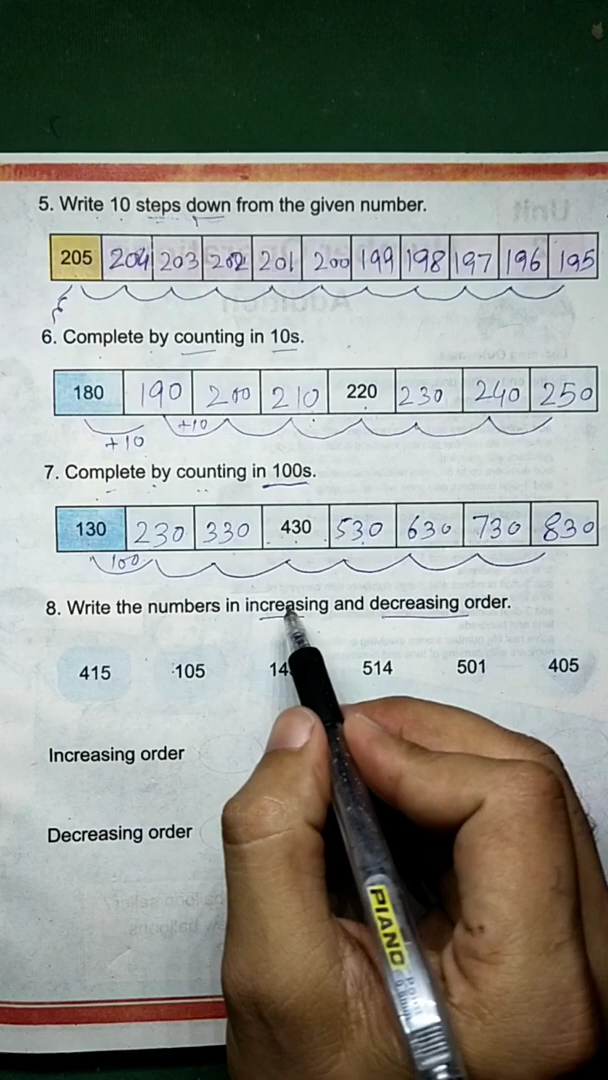 5. Write 10 steps down from the given number.
205 204 203 202 201 200 199 198 197 196 195
6. Complete by counting in 10s.
180 190 200 210 220 230 240 250
+10 +10
7. Complete by counting in 100s.
130 230 330 430 530 630 730 830
100
8. Write the numbers in increasing and decreasing order.
415 105 514 501 405
Increasing order
Decreasing order
PIANO
Point